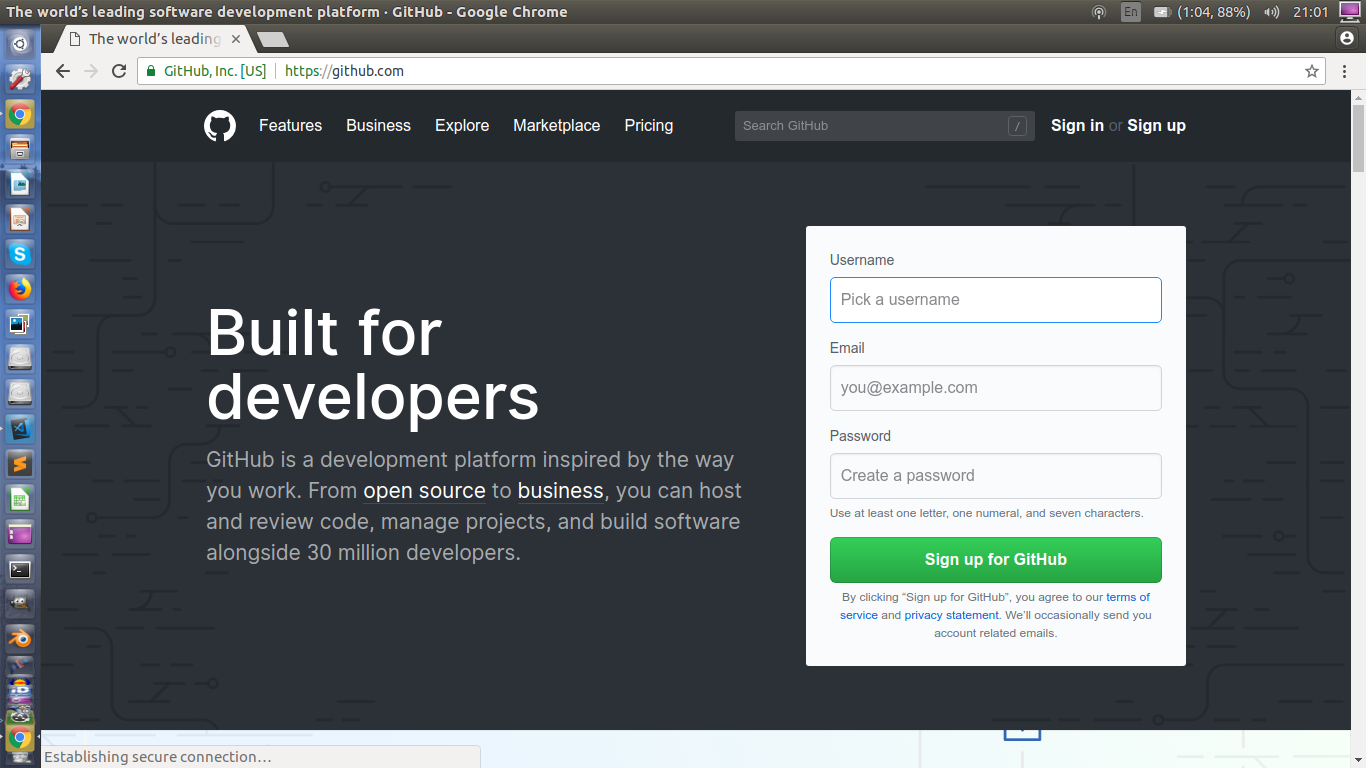 The world's leading software development platform · GitHub - Google Chrome
En (1:04, 88%) 21:01
The world's leading
GitHub, Inc. [US] https://github.com
Features Business Explore Marketplace Pricing Search GitHub / Sign in or Sign up
Built for
developers
GitHub is a development platform inspired by the way
you work. From open source to business, you can host
and review code, manage projects, and build software
alongside 30 million developers.
Username
Pick a username
Email
you@example.com
Password
Create a password
Use at least one letter, one numeral, and seven characters.
Sign up for GitHub
By clicking “Sign up for GitHub”, you agree to our terms of
service and privacy statement. We’ll occasionally send you
account related emails.
Establishing secure connection…